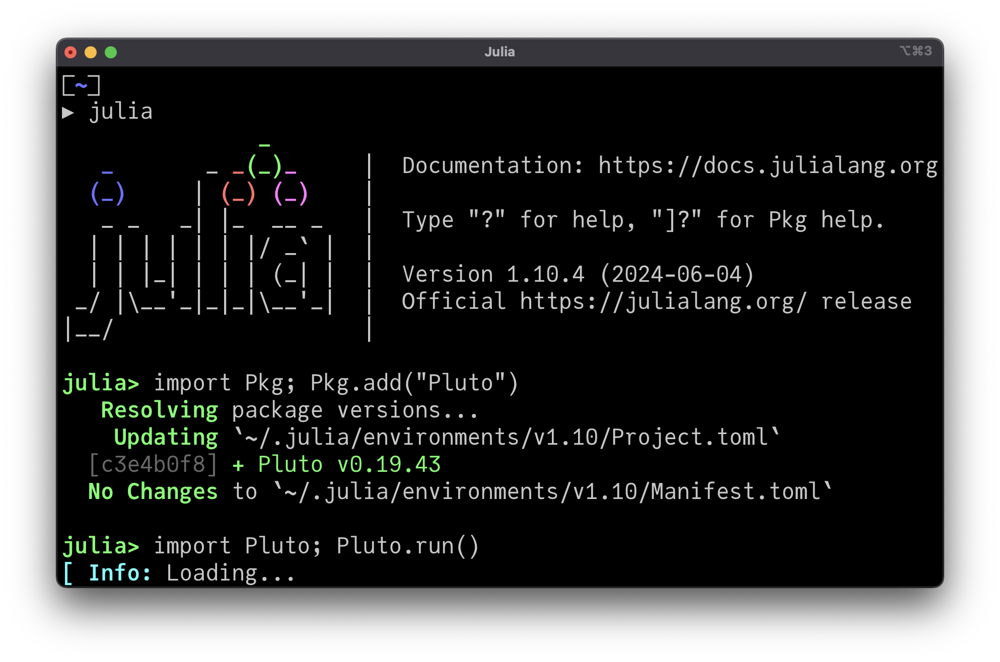 Julia ⌥⌘3
[~]
▶ julia
               _
   _       _ _(_)_     |  Documentation: https://docs.julialang.org
  (_)     | (_) (_)    |
   _ _   _| |_  __ _   |  Type "?" for help, "]?" for Pkg help.
  | | | | | | |/ _` |  |
  | | |_| | | | (_| |  |  Version 1.10.4 (2024-06-04)
 _/ |\__'_|_|_|\__'_|  |  Official https://julialang.org/ release
|__/                   |
julia> import Pkg; Pkg.add("Pluto")
   Resolving package versions...
    Updating `~/.julia/environments/v1.10/Project.toml`
  [c3e4b0f8] + Pluto v0.19.43
  No Changes to `~/.julia/environments/v1.10/Manifest.toml`
julia> import Pluto; Pluto.run()
[ Info: Loading...